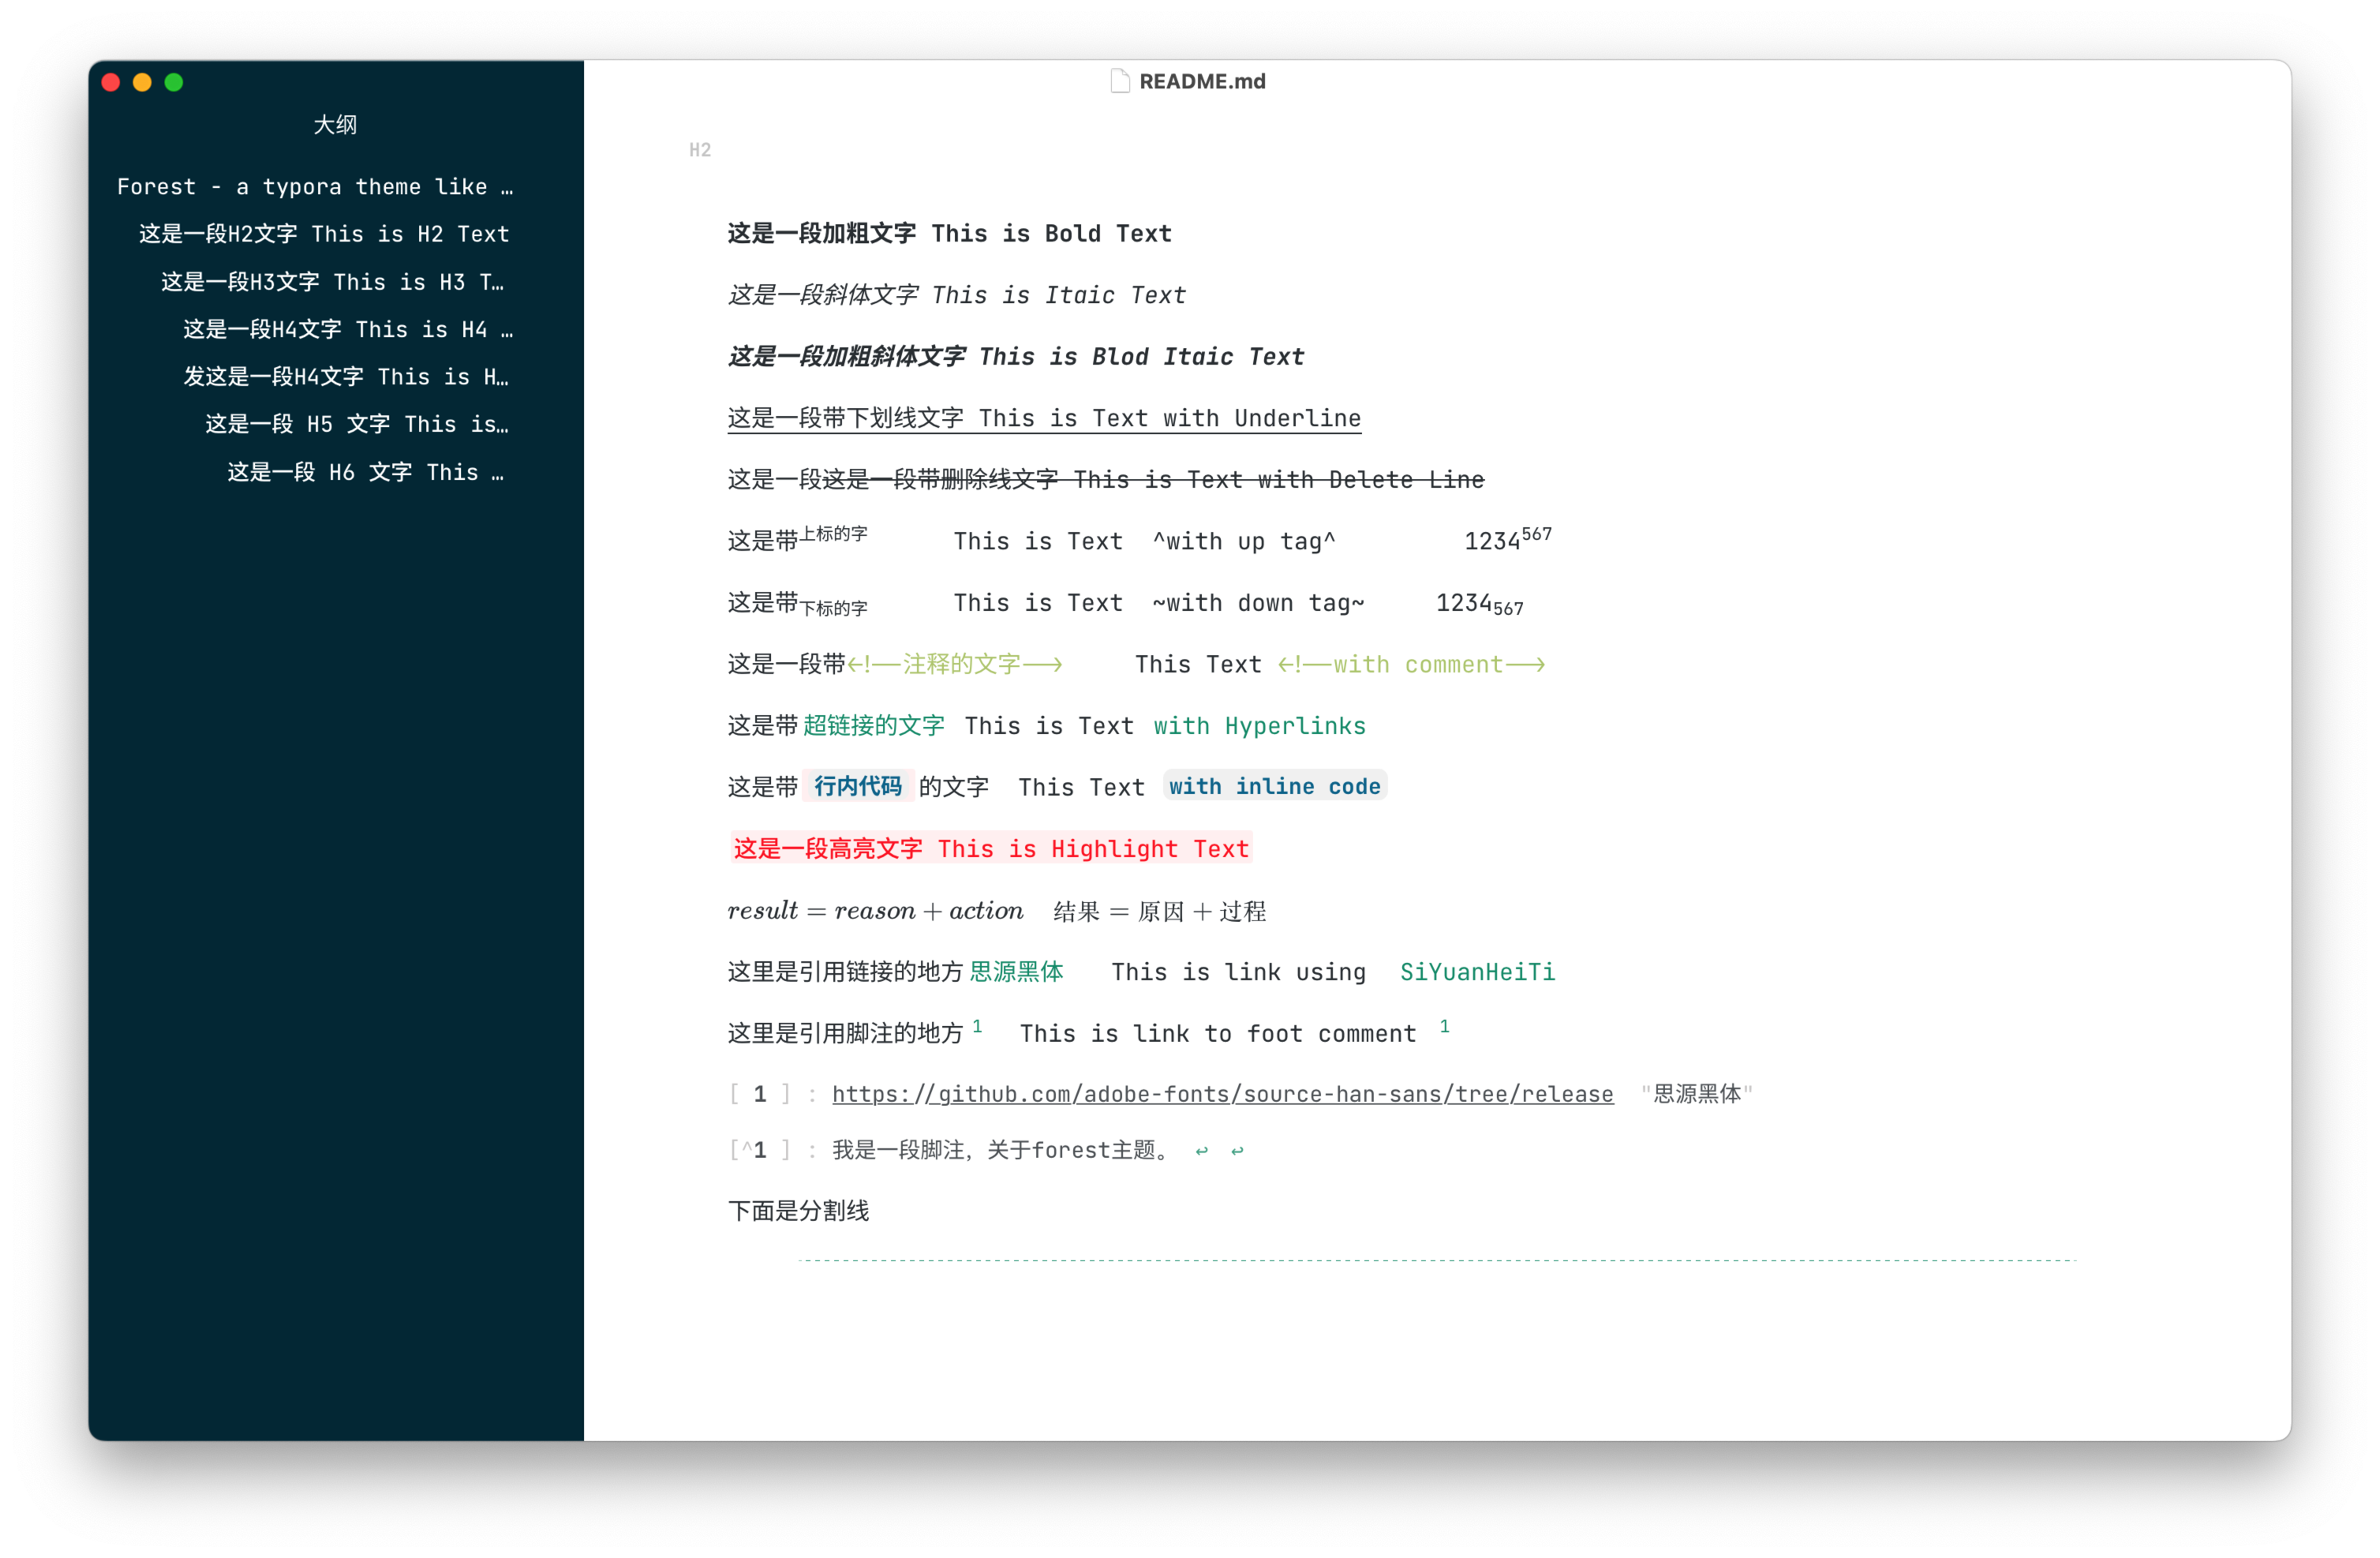 README.md
大纲
Forest - a typora theme like …
这是一段H2文字 This is H2 Text
这是一段H3文字 This is H3 T…
这是一段H4文字 This is H4 …
发这是一段H4文字 This is H…
这是一段 H5 文字 This is…
这是一段 H6 文字 This …
H2
这是一段加粗文字 This is Bold Text
这是一段斜体文字 This is Itaic Text
这是一段加粗斜体文字 This is Blod Itaic Text
这是一段带下划线文字 This is Text with Underline
这是一段这是一段带删除线文字 This is Text with Delete Line
这是带上标的字 This is Text ^with up tag^ 1234567
这是带下标的字 This is Text ~with down tag~ 1234567
这是一段带<!--注释的文字--> This Text <!--with comment-->
这是带 超链接的文字 This is Text with Hyperlinks
这是带 行内代码 的文字 This Text with inline code
这是一段高亮文字 This is Highlight Text
result = reason + action 结果 = 原因 + 过程
这里是引用链接的地方 思源黑体 This is link using SiYuanHeiTi
这里是引用脚注的地方 1 This is link to foot comment 1
[ 1 ] : https://github.com/adobe-fonts/source-han-sans/tree/release "思源黑体"
[^1 ] : 我是一段脚注，关于forest主题。 ↩ ↩
下面是分割线